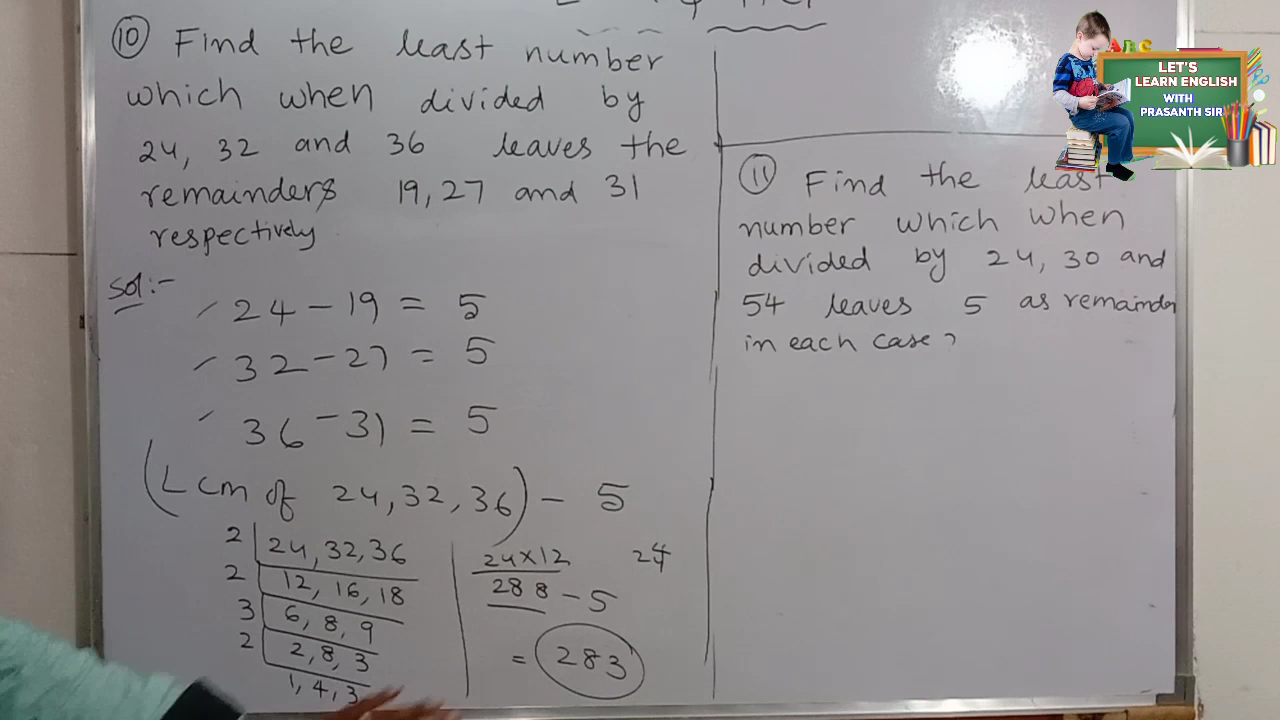 10 Find the least number
which when divided by
24, 32 and 36 leaves the
remainders 19, 27 and 31
respectively
Sol:-
24 - 19 = 5
32 - 27 = 5
36 - 31 = 5
(LCM of 24, 32, 36) - 5
2 24, 32, 36
2 12, 16, 18
3 6, 8, 9
2 2, 8, 3
1, 4, 3
24 x 12 24
288 - 5
= 283
11 Find the least
number which when
divided by 24, 30 and
54 leaves 5 as remainder
in each case ?
ABC
LET'S
LEARN ENGLISH
WITH
PRASANTH SIR